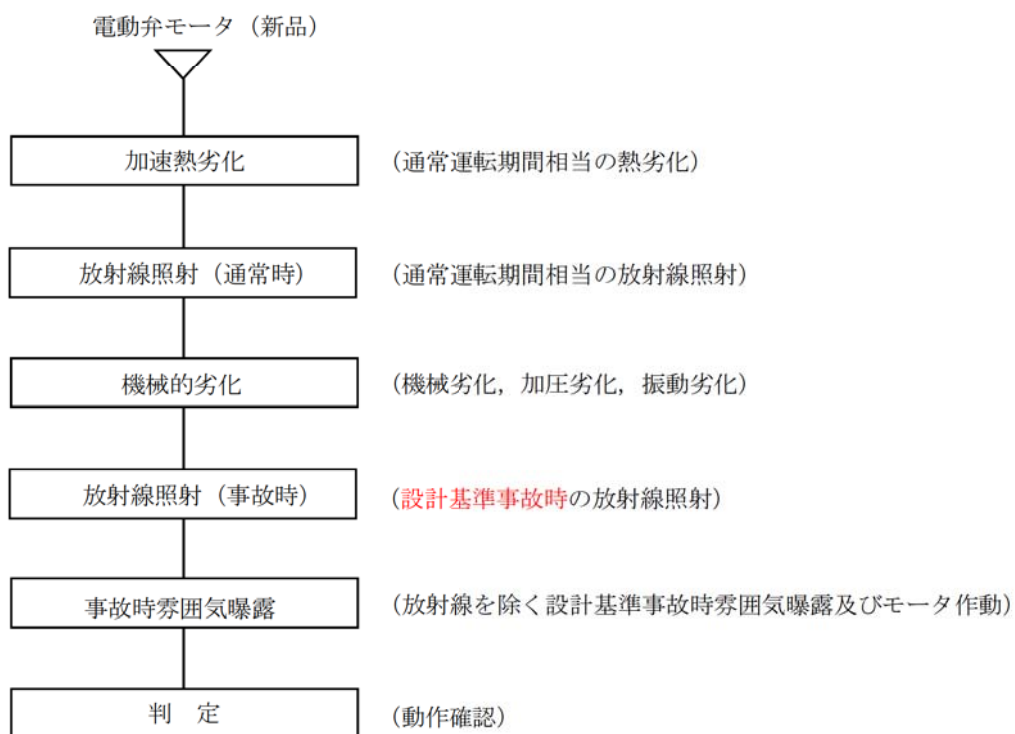 電動弁モータ（新品）
加速熱劣化
（通常運転期間相当の熱劣化）
放射線照射（通常時）
（通常運転期間相当の放射線照射）
機械的劣化
（機械劣化，加圧劣化，振動劣化）
放射線照射（事故時）
（設計基準事故時の放射線照射）
事故時雰囲気曝露
（放射線を除く設計基準事故時雰囲気曝露及びモータ作動）
判　定
（動作確認）